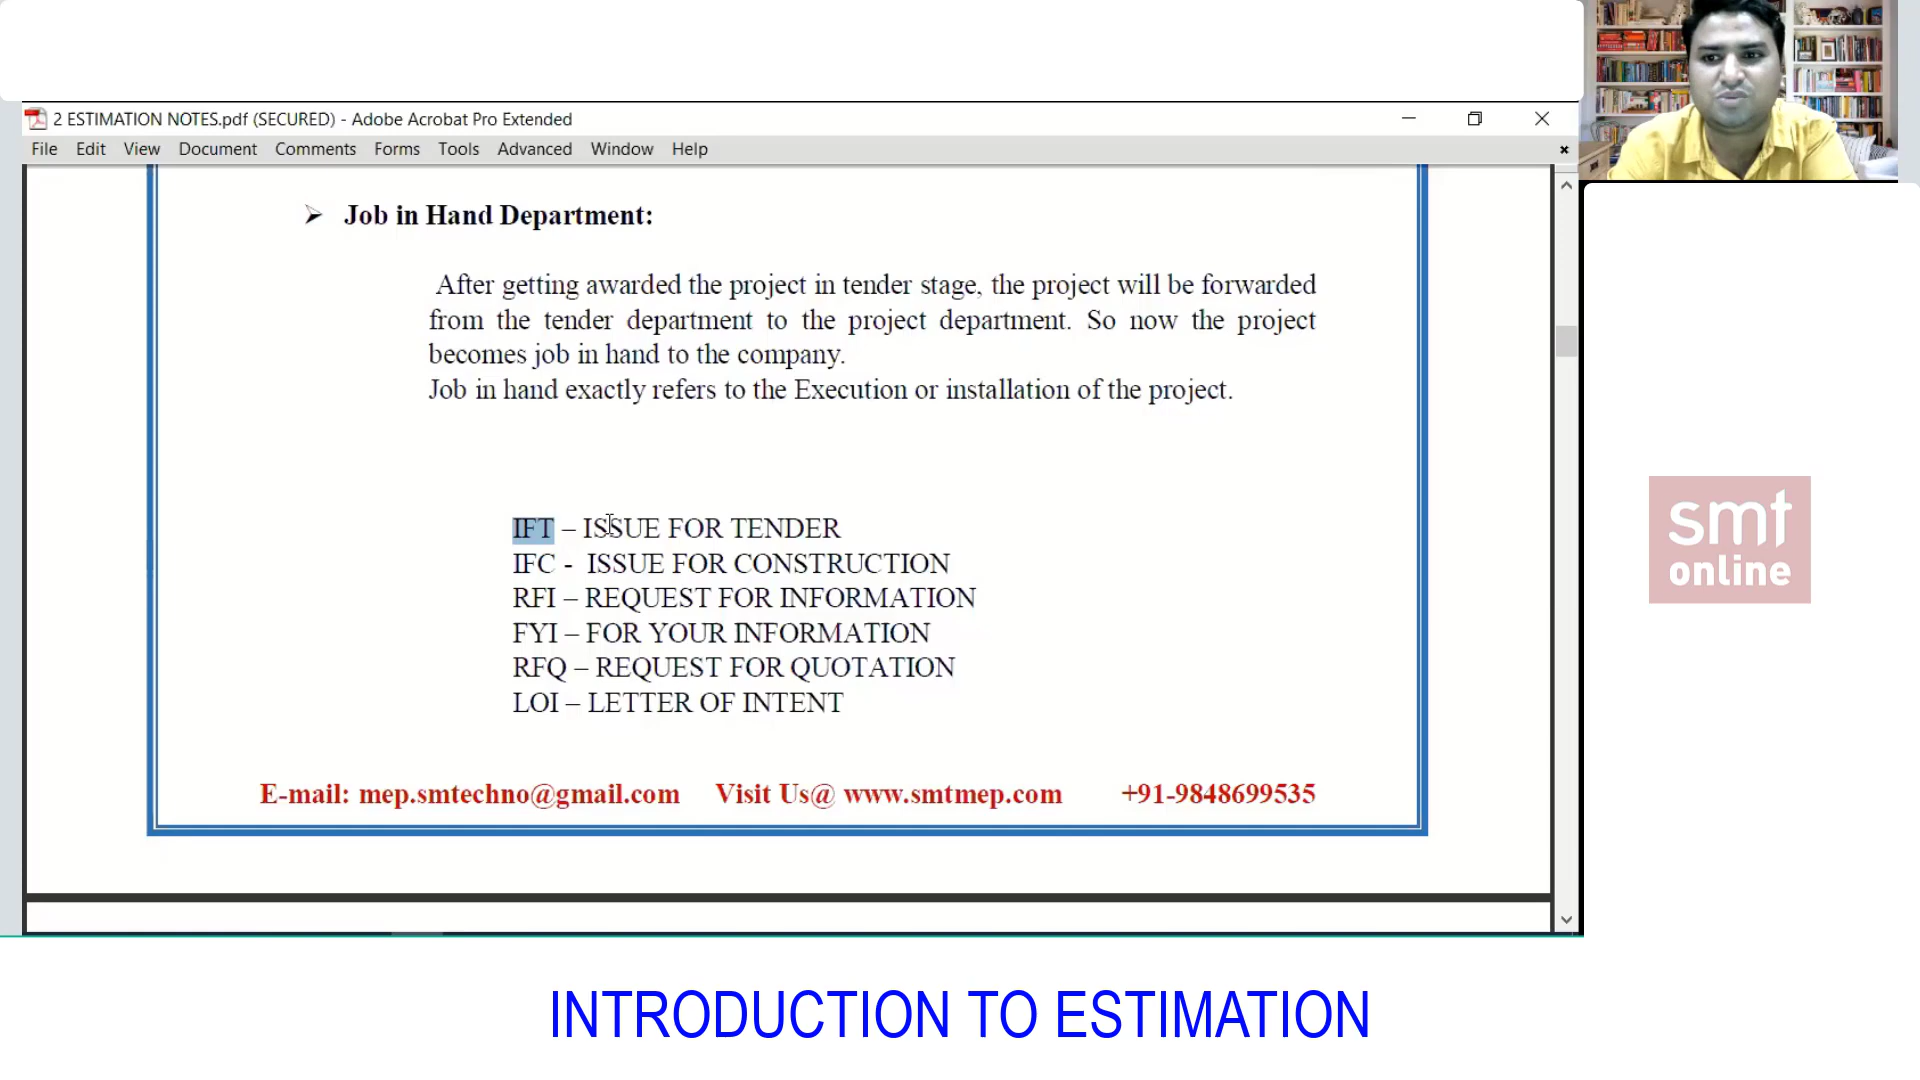 2 ESTIMATION NOTES.pdf (SECURED) - Adobe Acrobat Pro Extended
File Edit View Document Comments Forms Tools Advanced Window Help
➢ Job in Hand Department:
After getting awarded the project in tender stage, the project will be forwarded
from the tender department to the project department. So now the project
becomes job in hand to the company.
Job in hand exactly refers to the Execution or installation of the project.
IFT – ISSUE FOR TENDER
IFC - ISSUE FOR CONSTRUCTION
RFI – REQUEST FOR INFORMATION
FYI – FOR YOUR INFORMATION
RFQ – REQUEST FOR QUOTATION
LOI – LETTER OF INTENT
E-mail: mep.smtechno@gmail.com Visit Us@ www.smtmep.com +91-9848699535
smt
online
INTRODUCTION TO ESTIMATION